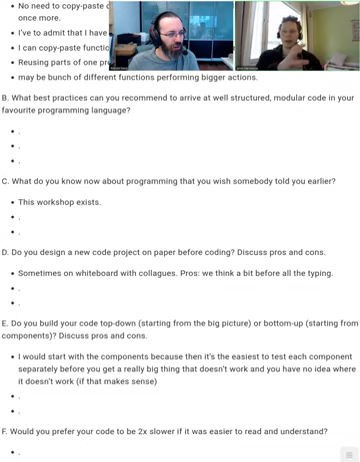 No need to copy-paste c
once more.
I've to admit that I have
I can copy-paste functic
Reusing parts of one pr
may be bunch of different functions performing bigger actions.
B. What best practices can you recommend to arrive at well structured, modular code in your
favourite programming language?
.
.
.
C. What do you know now about programming that you wish somebody told you earlier?
This workshop exists.
.
.
D. Do you design a new code project on paper before coding? Discuss pros and cons.
Sometimes on whiteboard with collagues. Pros: we think a bit before all the typing.
.
.
E. Do you build your code top-down (starting from the big picture) or bottom-up (starting from
components)? Discuss pros and cons.
I would start with the components because then it's the easiest to test each component
separately before you get a really big thing that doesn't work and you have no idea where
it doesn't work (if that makes sense)
.
.
F. Would you prefer your code to be 2x slower if it was easier to read and understand?
.